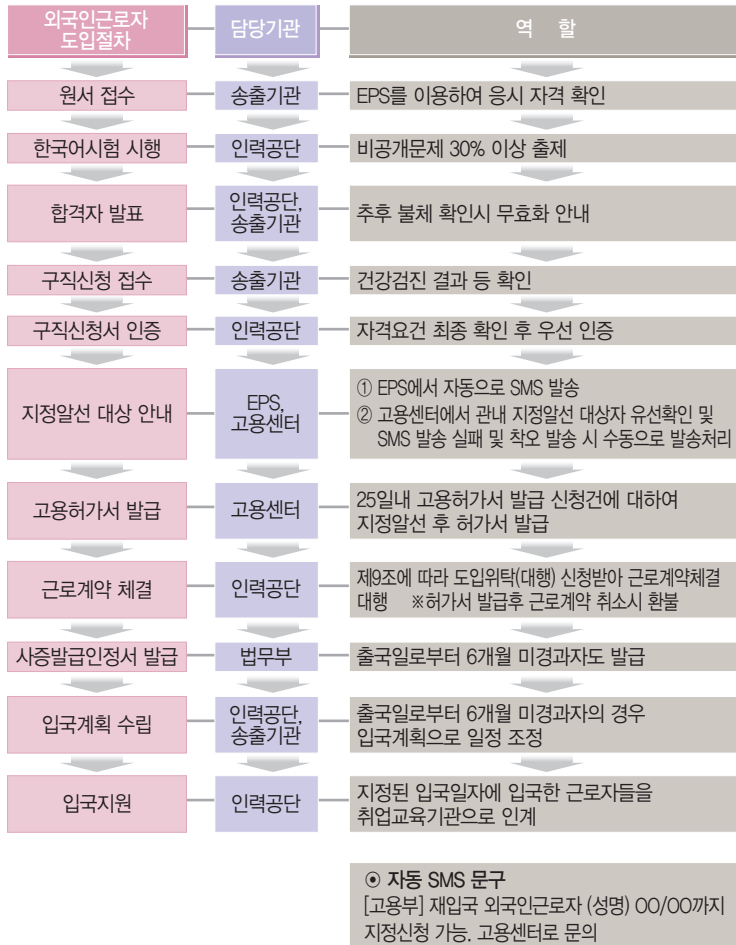 외국인근로자
도입절차
담당기관
역 할
원서 접수
송출기관
EPS를 이용하여 응시 자격 확인
한국어시험 시행
인력공단
비공개문제 30% 이상 출제
합격자 발표
인력공단,
송출기관
추후 불체 확인시 무효화 안내
구직신청 접수
송출기관
건강검진 결과 등 확인
구직신청서 인증
인력공단
자격요건 최종 확인 후 우선 인증
지정알선 대상 안내
EPS,
고용센터
① EPS에서 자동으로 SMS 발송
② 고용센터에서 관내 지정알선 대상자 유선확인 및
SMS 발송 실패 및 착오 발송 시 수동으로 발송처리
고용허가서 발급
고용센터
25일내 고용허가서 발급 신청건에 대하여
지정알선 후 허가서 발급
근로계약 체결
인력공단
제9조에 따라 도입위탁(대행) 신청받아 근로계약체결
대행 ※허가서 발급후 근로계약 취소시 환불
사증발급인정서 발급
법무부
출국일로부터 6개월 미경과자도 발급
입국계획 수립
인력공단,
송출기관
출국일로부터 6개월 미경과자의 경우
입국계획으로 일정 조정
입국지원
인력공단
지정된 입국일자에 입국한 근로자들을
취업교육기관으로 인계
⊙ 자동 SMS 문구
[고용부] 재입국 외국인근로자 (성명) OO/OO까지
지정신청 가능. 고용센터로 문의